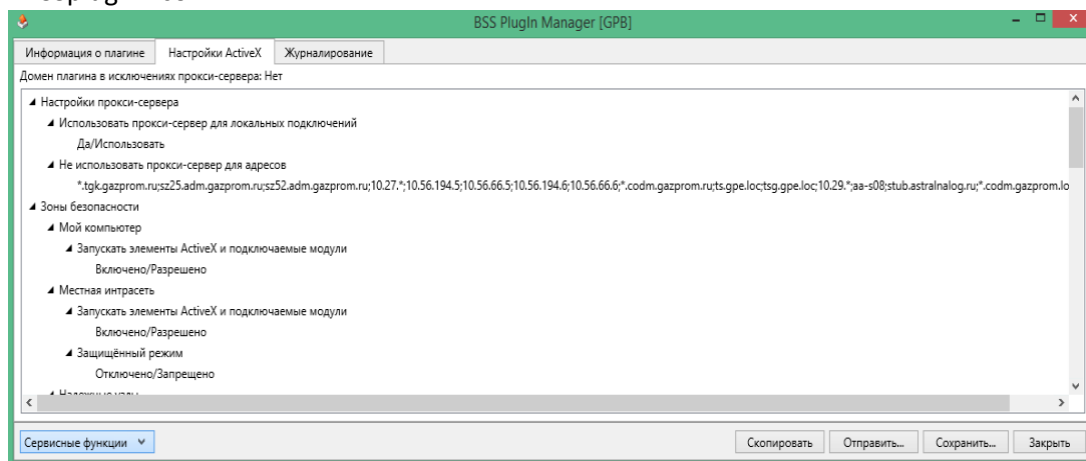 BSS PlugIn Manager [GPB]
Информация о плагине Настройки ActiveX Журналирование
Домен плагина в исключениях прокси-сервера: Нет
Настройки прокси-сервера
Использовать прокси-сервер для локальных подключений
Да/Использовать
Не использовать прокси-сервер для адресов
*.tgk.gazprom.ru;sz25.adm.gazprom.ru;sz52.adm.gazprom.ru;10.27.*;10.56.194.5;10.56.66.5;10.56.194.6;10.56.66.6;*.codm.gazprom.ru;ts.gpe.loc;tsg.gpe.loc;10.29.*;aa-s08;stub.astralnalog.ru;*.codm.gazprom.lo
Зоны безопасности
Мой компьютер
Запускать элементы ActiveX и подключаемые модули
Включено/Разрешено
Местная интрасеть
Запускать элементы ActiveX и подключаемые модули
Включено/Разрешено
Защищённый режим
Отключено/Запрещено
Сервисные функции Скопировать Отправить... Сохранить... Закрыть